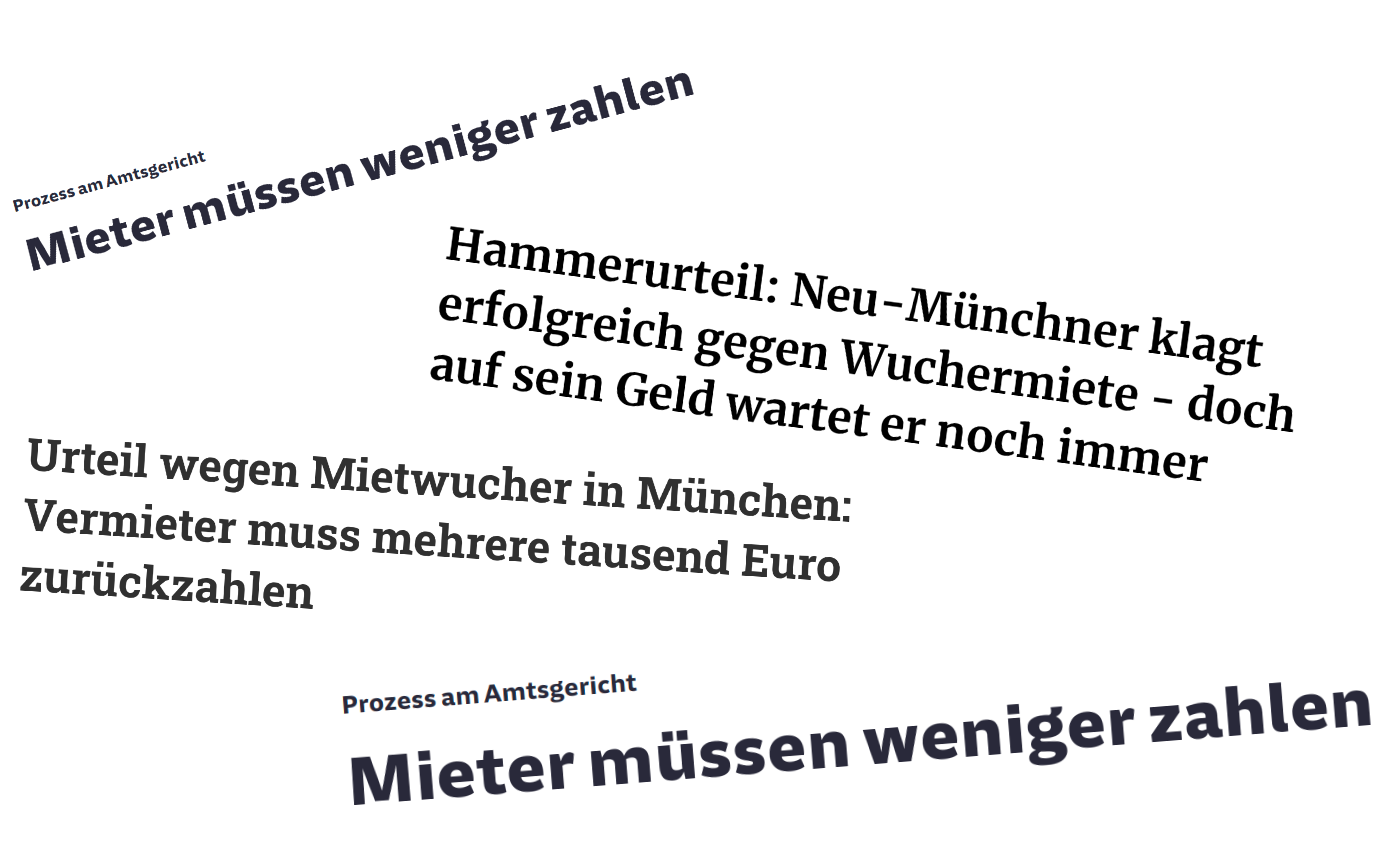 Prozess am Amtsgericht
Mieter müssen weniger zahlen
Hammerurteil: Neu-Münchner klagt
erfolgreich gegen Wuchermiete - doch
auf sein Geld wartet er noch immer
Urteil wegen Mietwucher in München:
Vermieter muss mehrere tausend Euro
zurückzahlen
Prozess am Amtsgericht
Mieter müssen weniger zahlen